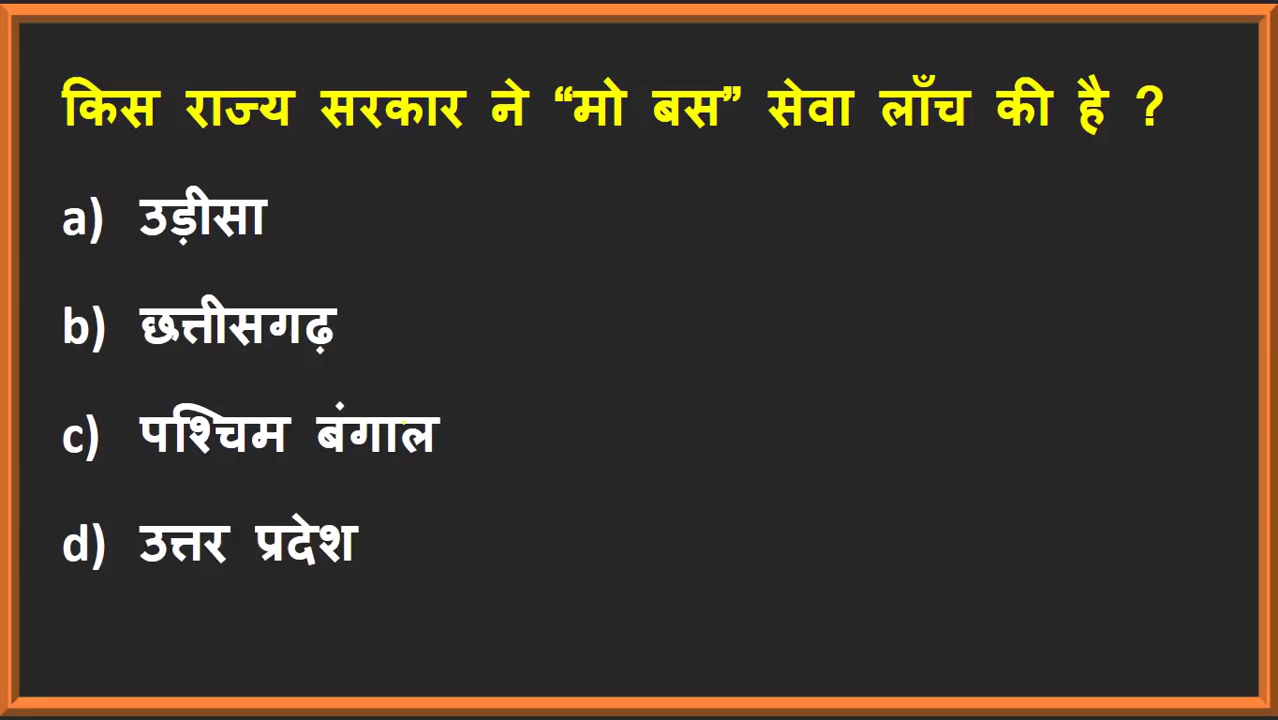 किस राज्य सरकार ने “मो बस” सेवा लाँच की है ?
a) उड़ीसा
b) छत्तीसगढ़
c) पश्चिम बंगाल
d) उत्तर प्रदेश